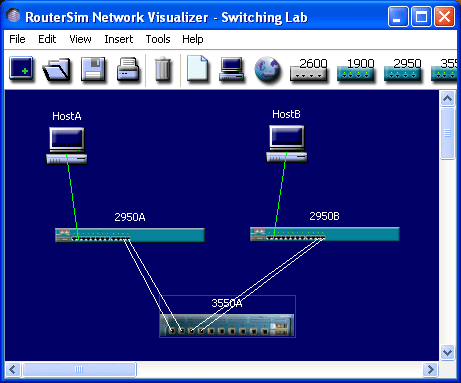 RouterSim Network Visualizer - Switching Lab
File Edit View Insert Tools Help
2600 1900 2950 355
HostA HostB
2950A 2950B
3550A